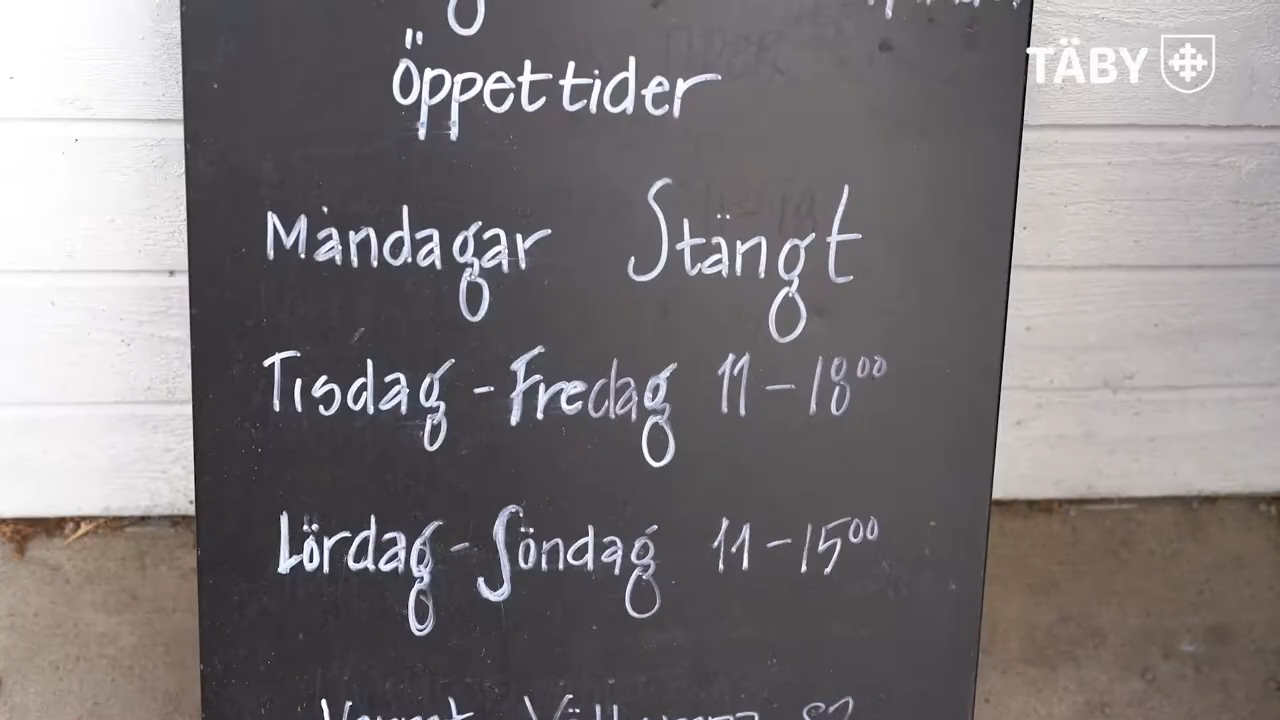 TÄBY
Öppettider
Måndagar Stängt
Tisdag - Fredag 11 - 18⁰⁰
Lördag - Söndag 11 - 15⁰⁰